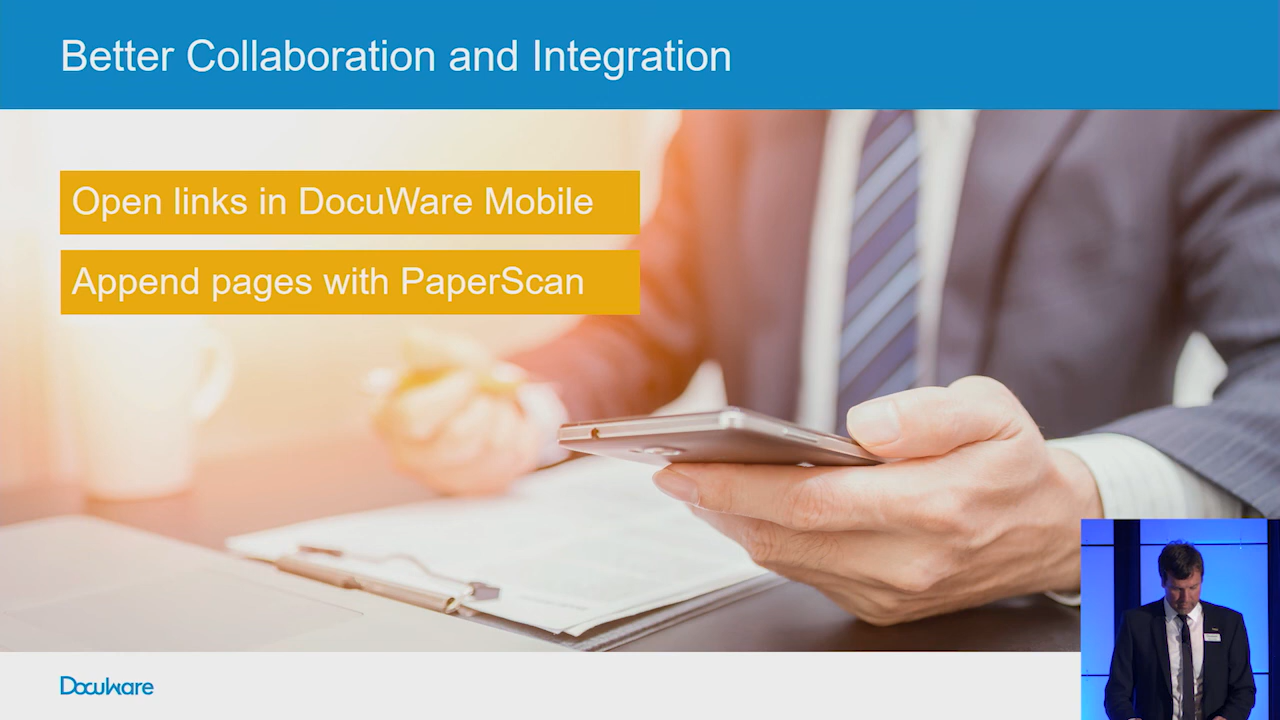 Better Collaboration and Integration
Open links in DocuWare Mobile
Append pages with PaperScan
DocuWare